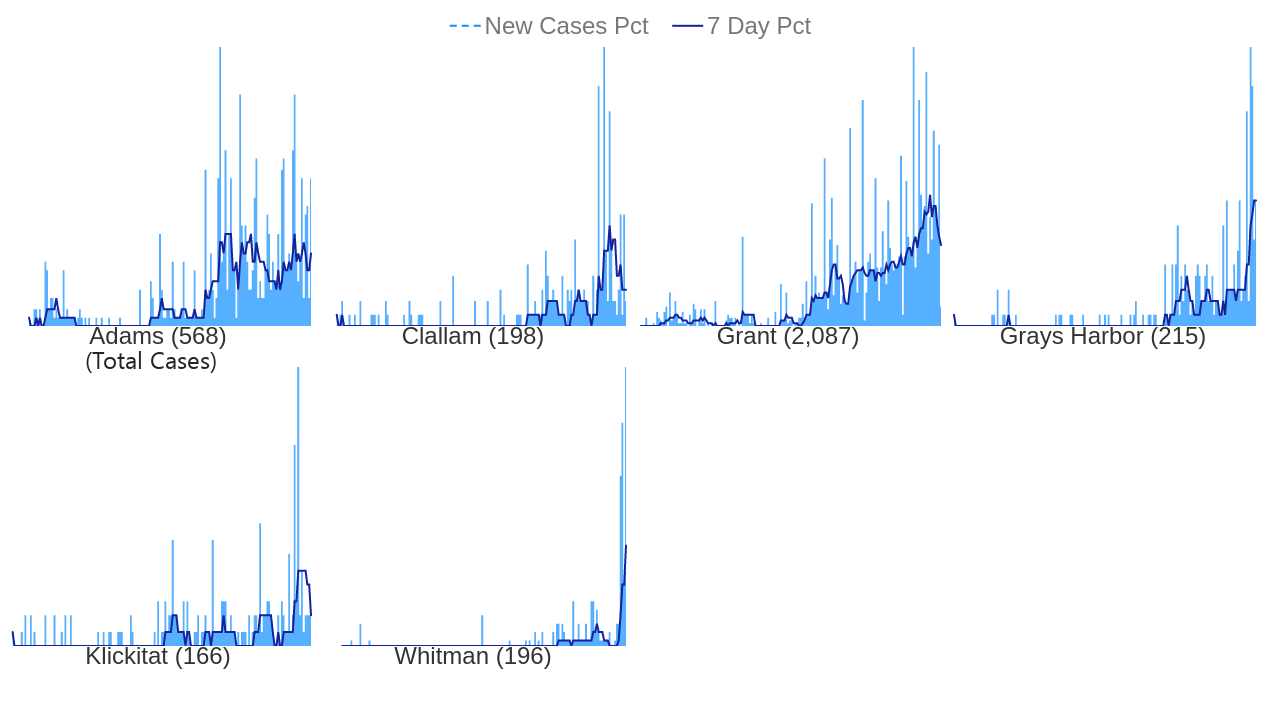 New Cases Pct 7 Day Pct
Adams (568) Clallam (198) Grant (2,087) Grays Harbor (215)
(Total Cases)
Klickitat (166) Whitman (196)